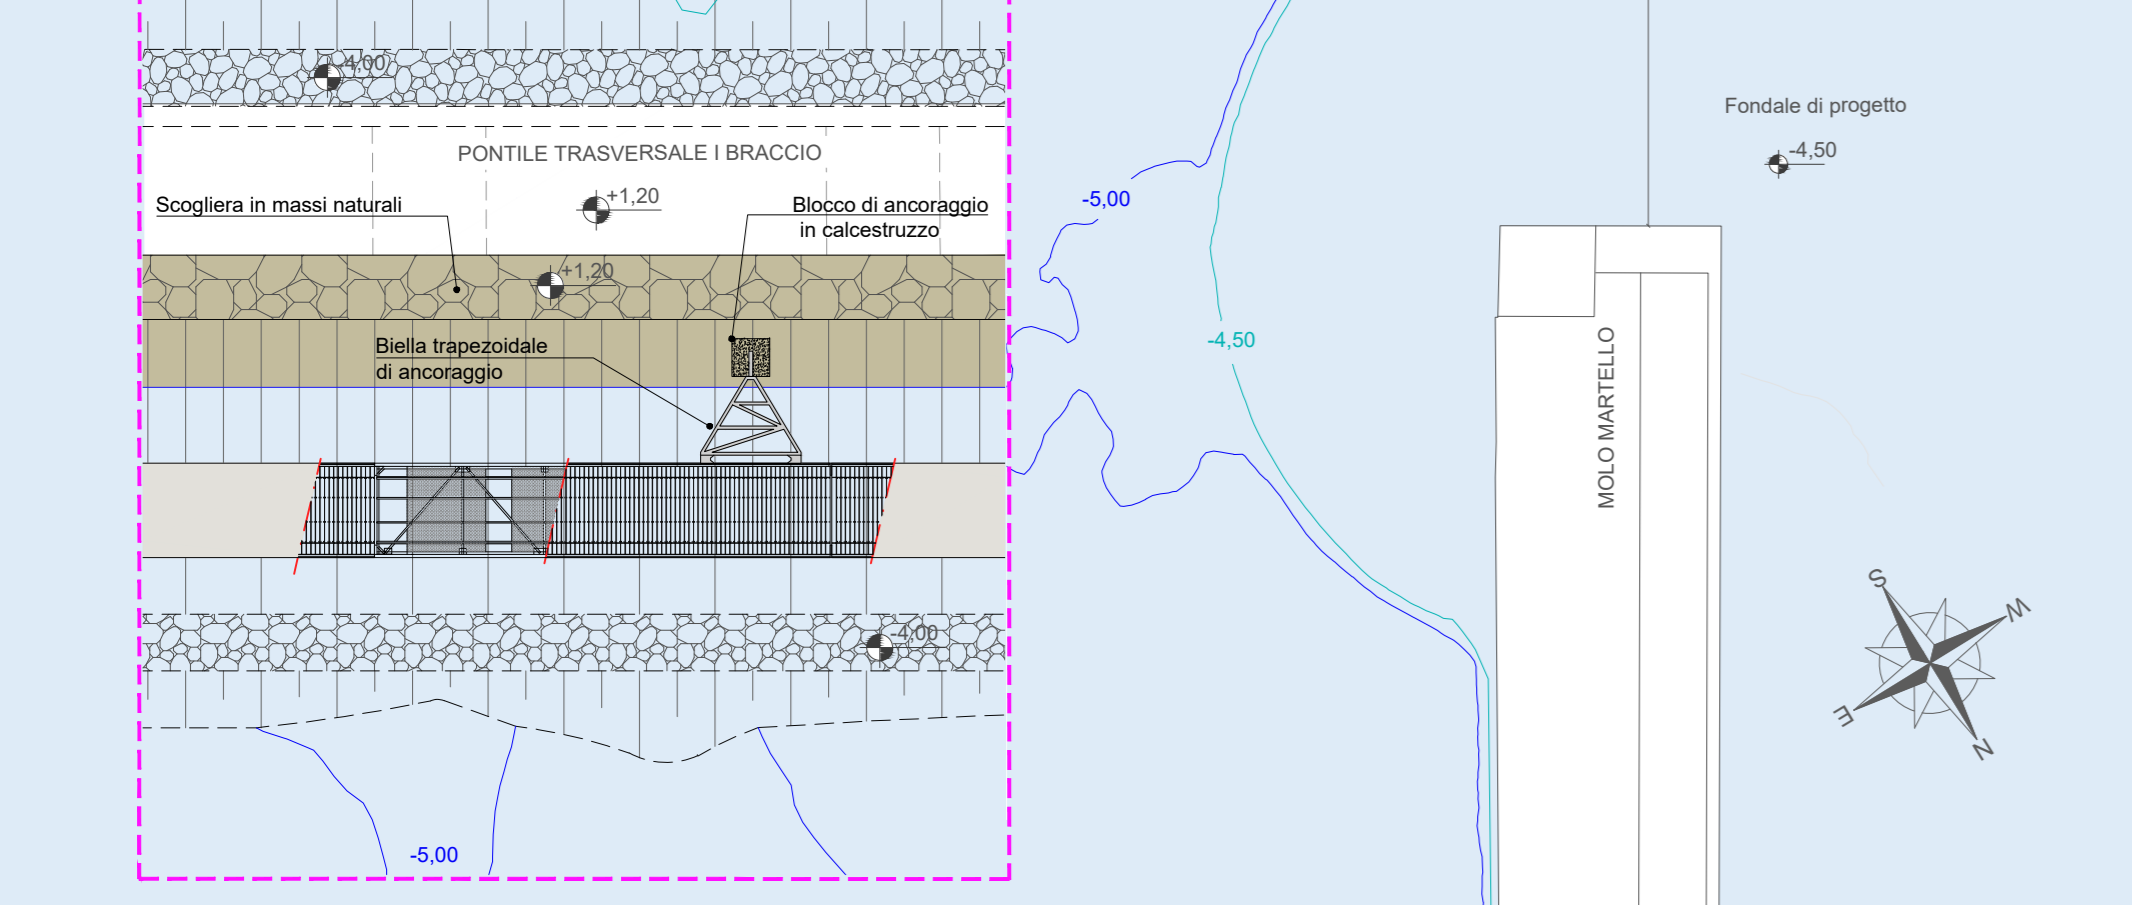 -4,00
Fondale di progetto
-4,50
PONTILE TRASVERSALE I BRACCIO
Scogliera in massi naturali
+1,20
Blocco di ancoraggio
in calcestruzzo
-5,00
+1,20
-4,50
Biella trapezoidale
di ancoraggio
MOLO MARTELLO
S
W
E
N
-4,00
-5,00